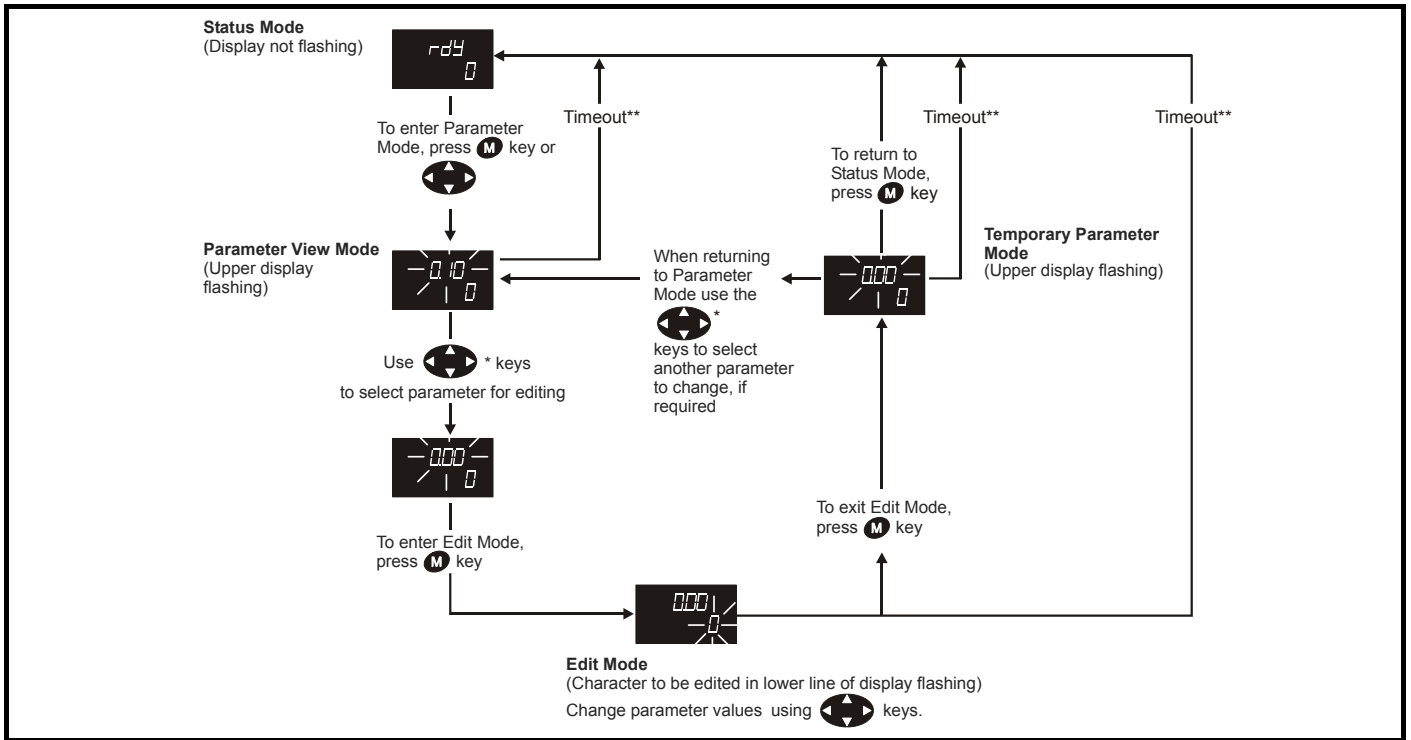 Status Mode
(Display not flashing)
rdY
0
To enter Parameter
Mode, press M key or
Timeout**
Timeout**
Timeout**
To return to
Status Mode,
press M key
Parameter View Mode
(Upper display
flashing)
0.10
0
When returning
to Parameter
Mode use the
*
keys to select
another parameter
to change, if
required
0.00
0
Temporary Parameter
Mode
(Upper display flashing)
Use * keys
to select parameter for editing
0.00
0
To enter Edit Mode,
press M key
To exit Edit Mode,
press M key
0.00
0
Edit Mode
(Character to be edited in lower line of display flashing)
Change parameter values using keys.